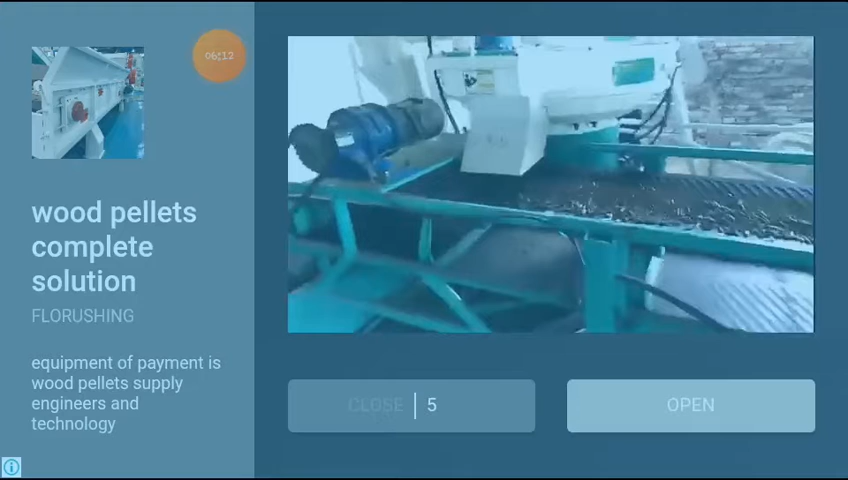 06:12
wood pellets
complete
solution
FLORUSHING
equipment of payment is
wood pellets supply
engineers and
technology
CLOSE | 5
OPEN